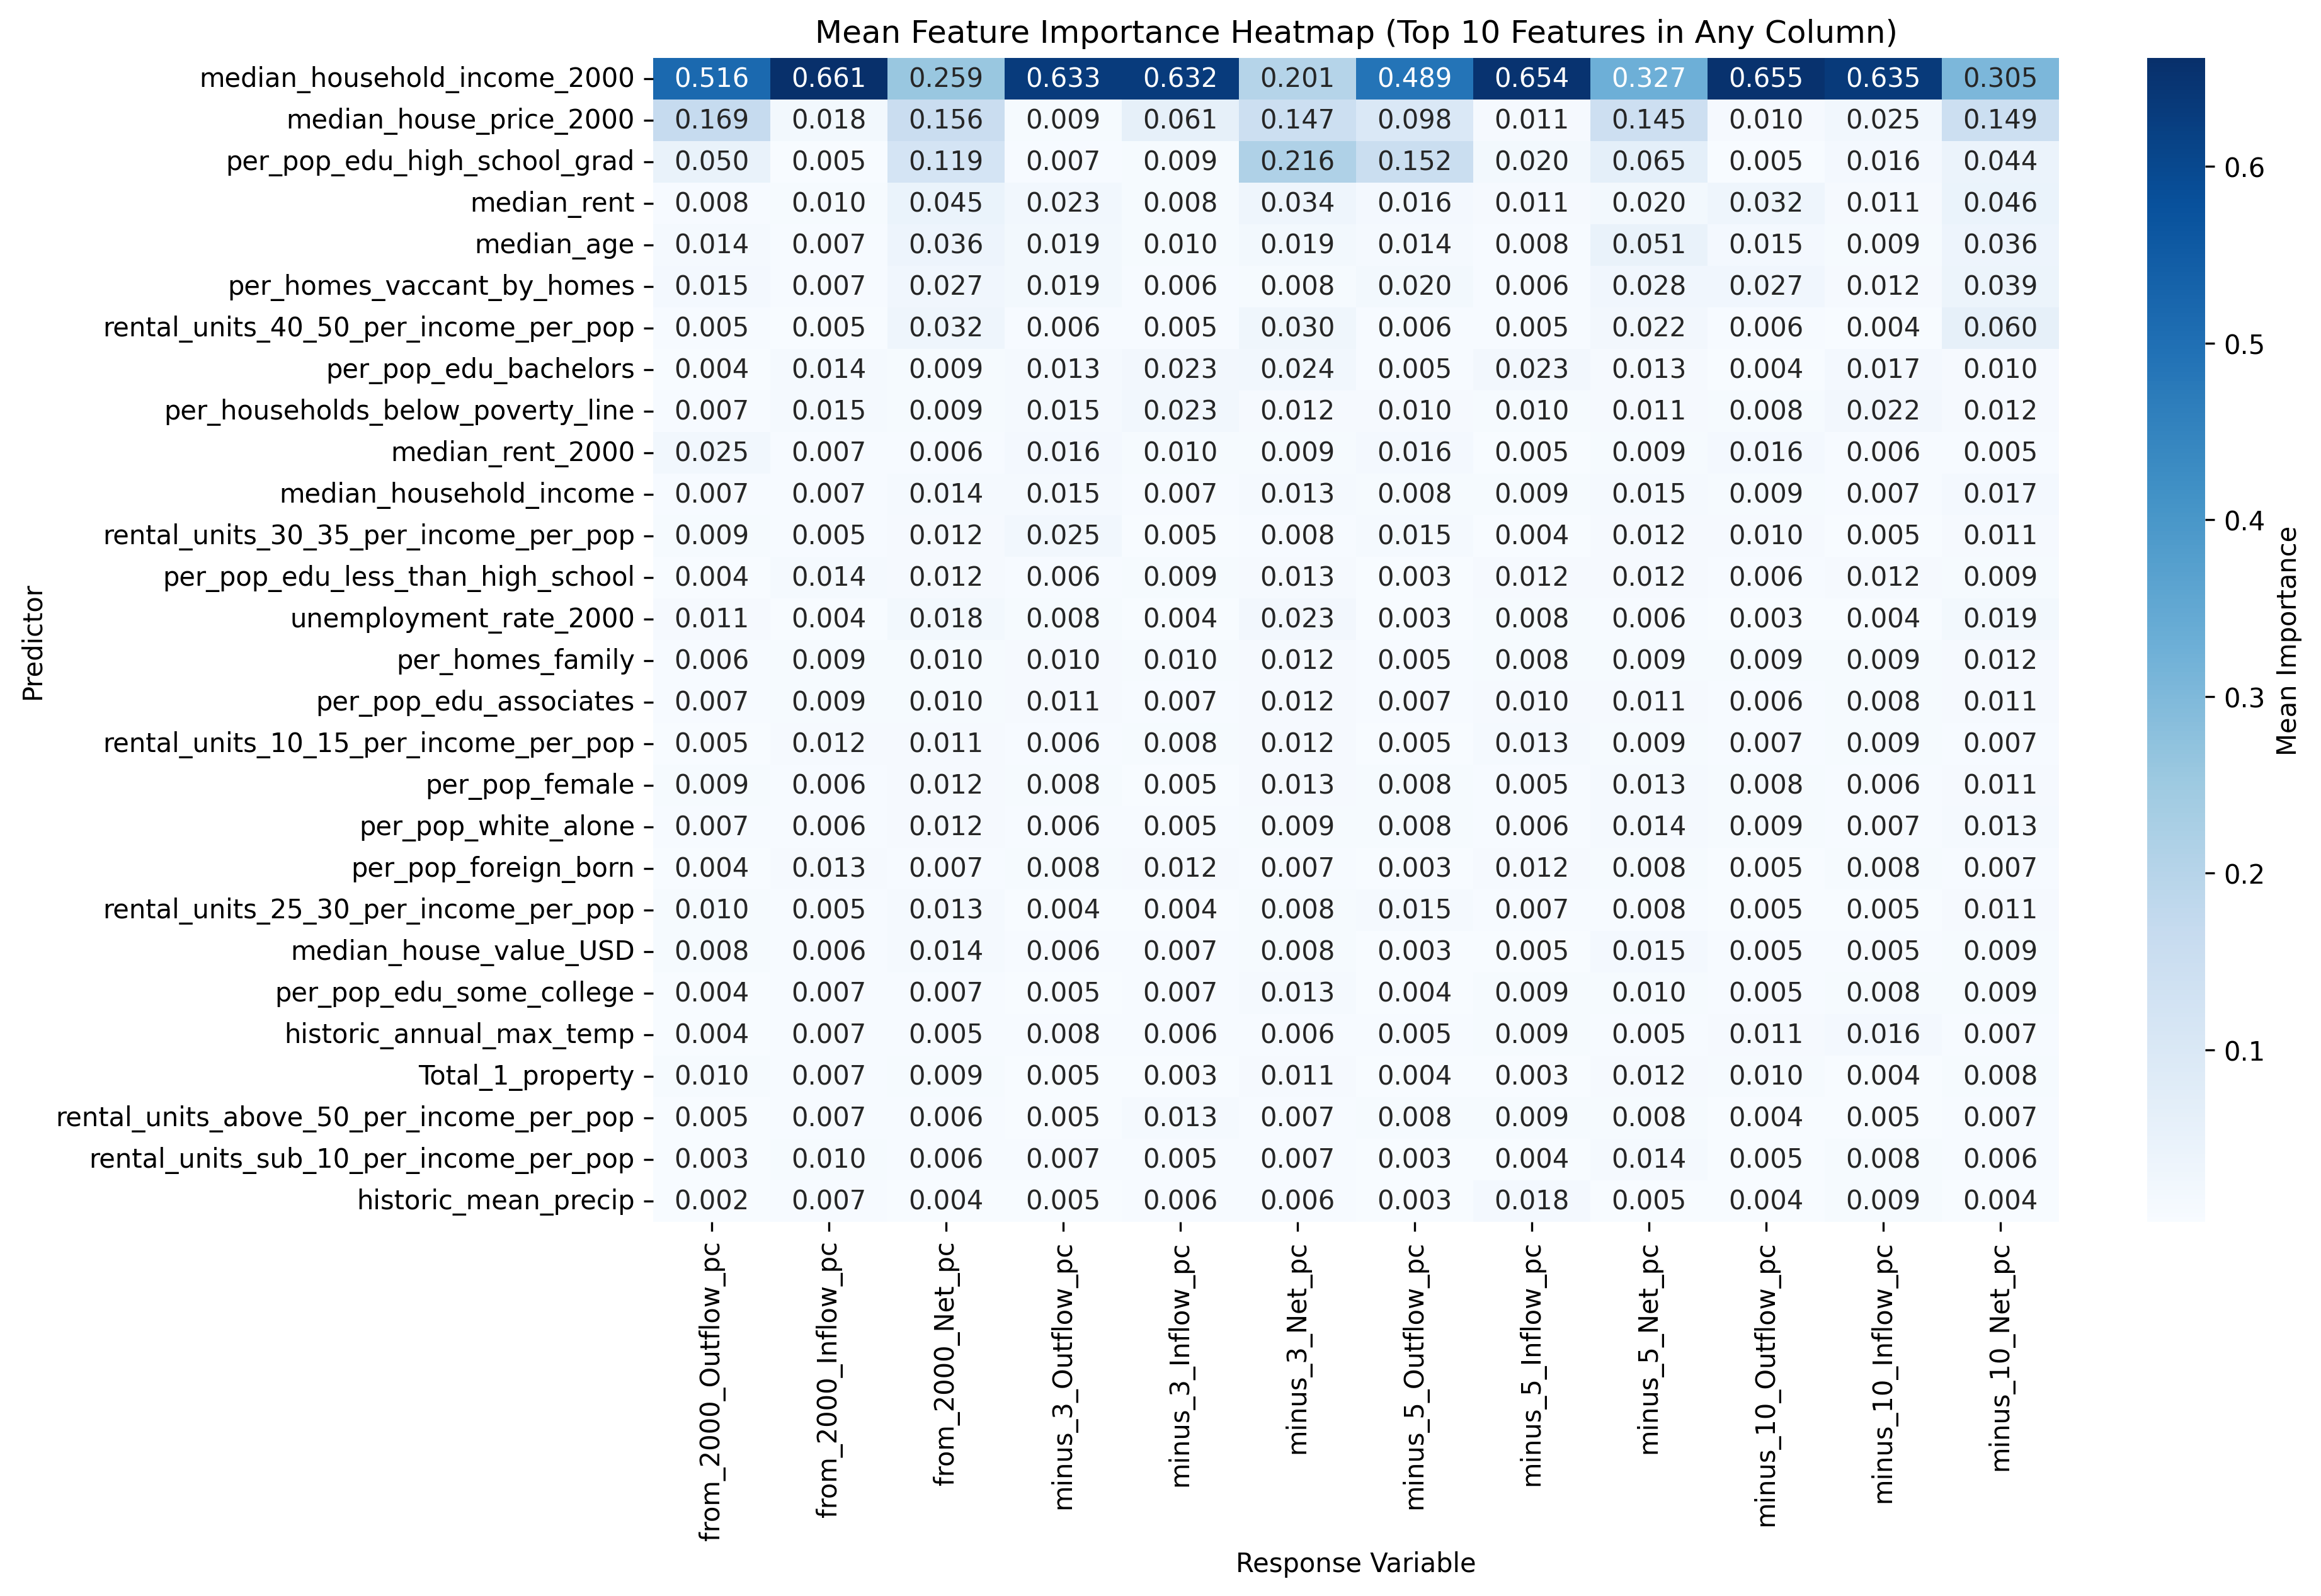 Mean Feature Importance Heatmap (Top 10 Features in Any Column)
Predictor
median_household_income_2000 0.516 0.661 0.259 0.633 0.632 0.201 0.489 0.654 0.327 0.655 0.635 0.305
median_house_price_2000 0.169 0.018 0.156 0.009 0.061 0.147 0.098 0.011 0.145 0.010 0.025 0.149
per_pop_edu_high_school_grad 0.050 0.005 0.119 0.007 0.009 0.216 0.152 0.020 0.065 0.005 0.016 0.044
median_rent 0.008 0.010 0.045 0.023 0.008 0.034 0.016 0.011 0.020 0.032 0.011 0.046
median_age 0.014 0.007 0.036 0.019 0.010 0.019 0.014 0.008 0.051 0.015 0.009 0.036
per_homes_vaccant_by_homes 0.015 0.007 0.027 0.019 0.006 0.008 0.020 0.006 0.028 0.027 0.012 0.039
rental_units_40_50_per_income_per_pop 0.005 0.005 0.032 0.006 0.005 0.030 0.006 0.005 0.022 0.006 0.004 0.060
per_pop_edu_bachelors 0.004 0.014 0.009 0.013 0.023 0.024 0.005 0.023 0.013 0.004 0.017 0.010
per_households_below_poverty_line 0.007 0.015 0.009 0.015 0.023 0.012 0.010 0.010 0.011 0.008 0.022 0.012
median_rent_2000 0.025 0.007 0.006 0.016 0.010 0.009 0.016 0.005 0.009 0.016 0.006 0.005
median_household_income 0.007 0.007 0.014 0.015 0.007 0.013 0.008 0.009 0.015 0.009 0.007 0.017
rental_units_30_35_per_income_per_pop 0.009 0.005 0.012 0.025 0.005 0.008 0.015 0.004 0.012 0.010 0.005 0.011
per_pop_edu_less_than_high_school 0.004 0.014 0.012 0.006 0.009 0.013 0.003 0.012 0.012 0.006 0.012 0.009
unemployment_rate_2000 0.011 0.004 0.018 0.008 0.004 0.023 0.003 0.008 0.006 0.003 0.004 0.019
per_homes_family 0.006 0.009 0.010 0.010 0.010 0.012 0.005 0.008 0.009 0.009 0.009 0.012
per_pop_edu_associates 0.007 0.009 0.010 0.011 0.007 0.012 0.007 0.010 0.011 0.006 0.008 0.011
rental_units_10_15_per_income_per_pop 0.005 0.012 0.011 0.006 0.008 0.012 0.005 0.013 0.009 0.007 0.009 0.007
per_pop_female 0.009 0.006 0.012 0.008 0.005 0.013 0.008 0.005 0.013 0.008 0.006 0.011
per_pop_white_alone 0.007 0.006 0.012 0.006 0.005 0.009 0.008 0.006 0.014 0.009 0.007 0.013
per_pop_foreign_born 0.004 0.013 0.007 0.008 0.012 0.007 0.003 0.012 0.008 0.005 0.008 0.007
rental_units_25_30_per_income_per_pop 0.010 0.005 0.013 0.004 0.004 0.008 0.015 0.007 0.008 0.005 0.005 0.011
median_house_value_USD 0.008 0.006 0.014 0.006 0.007 0.008 0.003 0.005 0.015 0.005 0.005 0.009
per_pop_edu_some_college 0.004 0.007 0.007 0.005 0.007 0.013 0.004 0.009 0.010 0.005 0.008 0.009
historic_annual_max_temp 0.004 0.007 0.005 0.008 0.006 0.006 0.005 0.009 0.005 0.011 0.016 0.007
Total_1_property 0.010 0.007 0.009 0.005 0.003 0.011 0.004 0.003 0.012 0.010 0.004 0.008
rental_units_above_50_per_income_per_pop 0.005 0.007 0.006 0.005 0.013 0.007 0.008 0.009 0.008 0.004 0.005 0.007
rental_units_sub_10_per_income_per_pop 0.003 0.010 0.006 0.007 0.005 0.007 0.003 0.004 0.014 0.005 0.008 0.006
historic_mean_precip 0.002 0.007 0.004 0.005 0.006 0.006 0.003 0.018 0.005 0.004 0.009 0.004
from_2000_Outflow_pc
from_2000_Inflow_pc
from_2000_Net_pc
minus_3_Outflow_pc
minus_3_Inflow_pc
minus_3_Net_pc
minus_5_Outflow_pc
minus_5_Inflow_pc
minus_5_Net_pc
minus_10_Outflow_pc
minus_10_Inflow_pc
minus_10_Net_pc
Response Variable
0.6
0.5
0.4
0.3
0.2
0.1
Mean Importance